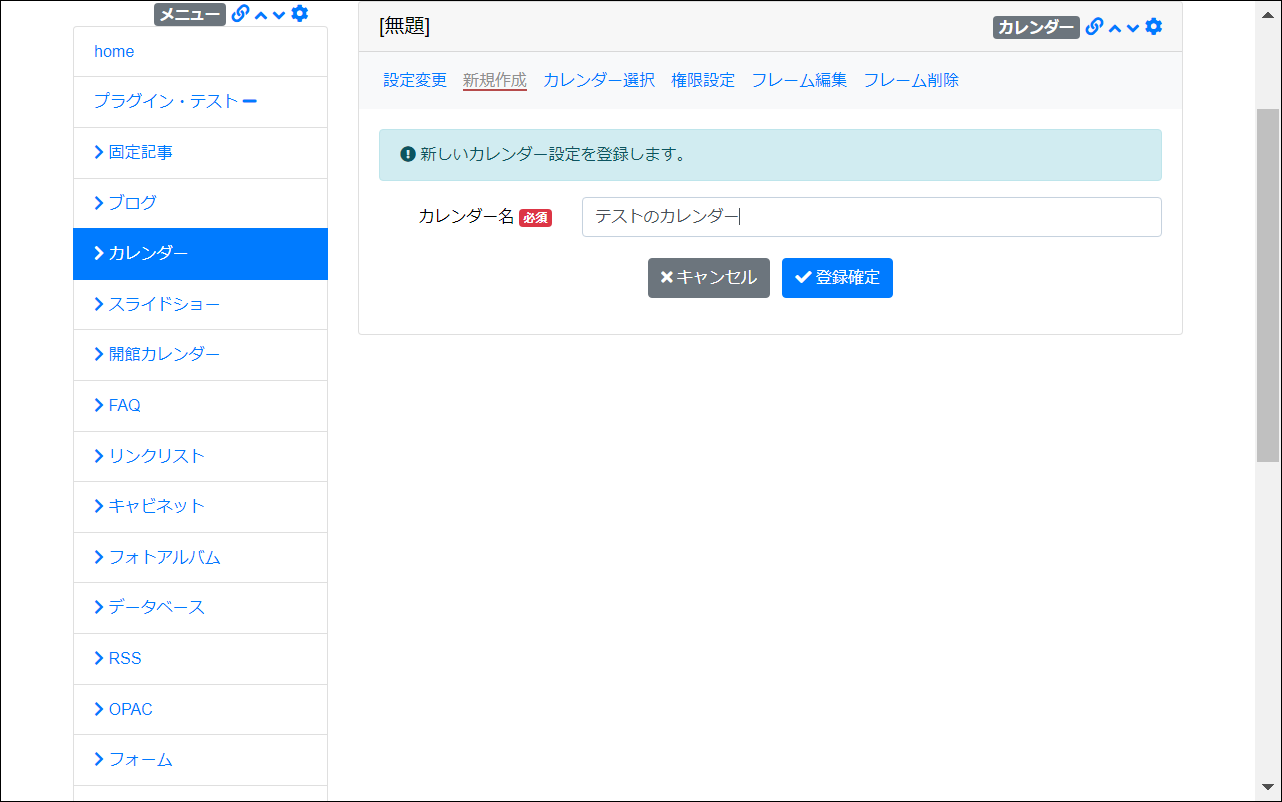 メニュー
home
プラグイン・テスト
固定記事
ブログ
カレンダー
スライドショー
開館カレンダー
FAQ
リンクリスト
キャビネット
フォトアルバム
データベース
RSS
OPAC
フォーム
[無題]
カレンダー
設定変更 新規作成 カレンダー選択 権限設定 フレーム編集 フレーム削除
新しいカレンダー設定を登録します。
カレンダー名 必須 テストのカレンダー
キャンセル 登録確定